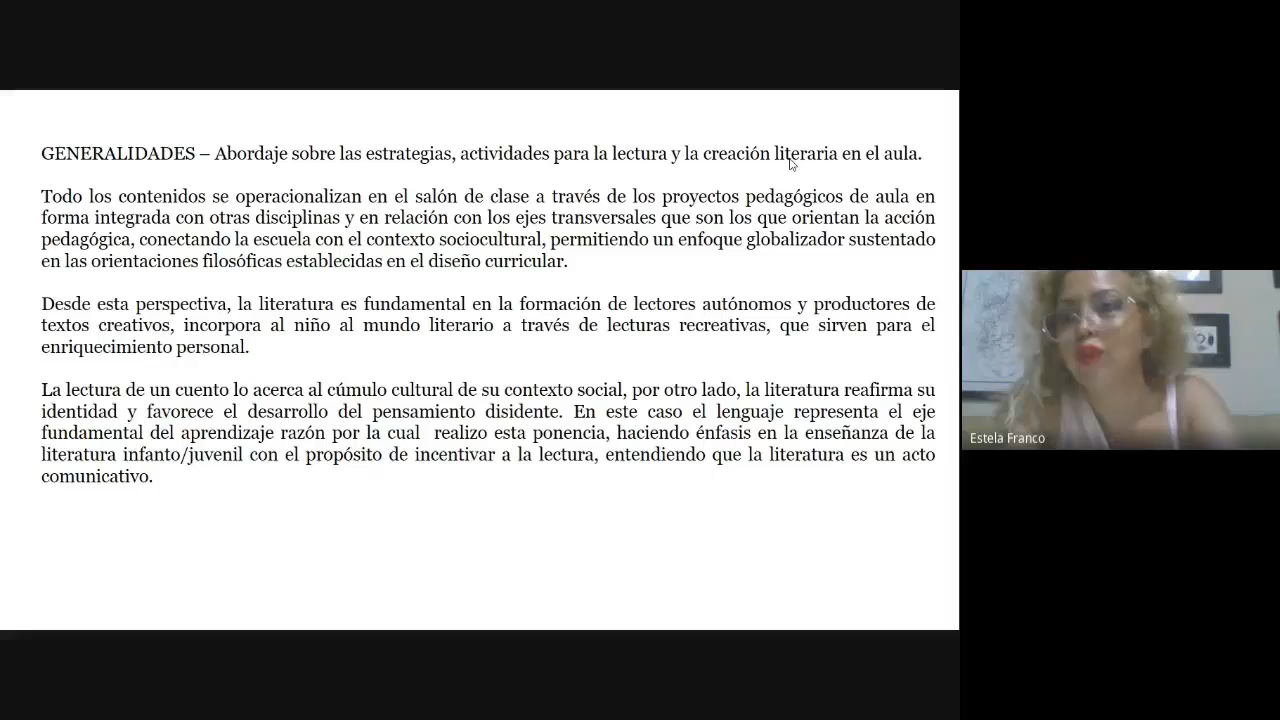 GENERALIDADES – Abordaje sobre las estrategias, actividades para la lectura y la creación literaria en el aula.
Todo los contenidos se operacionalizan en el salón de clase a través de los proyectos pedagógicos de aula en
forma integrada con otras disciplinas y en relación con los ejes transversales que son los que orientan la acción
pedagógica, conectando la escuela con el contexto sociocultural, permitiendo un enfoque globalizador sustentado
en las orientaciones filosóficas establecidas en el diseño curricular.
Desde esta perspectiva, la literatura es fundamental en la formación de lectores autónomos y productores de
textos creativos, incorpora al niño al mundo literario a través de lecturas recreativas, que sirven para el
enriquecimiento personal.
La lectura de un cuento lo acerca al cúmulo cultural de su contexto social, por otro lado, la literatura reafirma su
identidad y favorece el desarrollo del pensamiento disidente. En este caso el lenguaje representa el eje
fundamental del aprendizaje razón por la cual  realizo esta ponencia, haciendo énfasis en la enseñanza de la
literatura infanto/juvenil con el propósito de incentivar a la lectura, entendiendo que la literatura es un acto
comunicativo.
Estela Franco